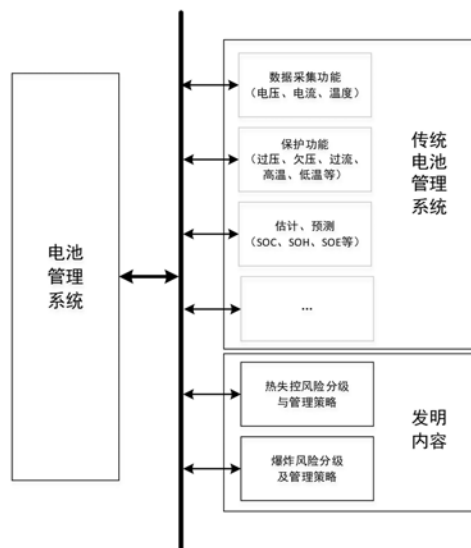 电池
管理
系统
数据采集功能
（电压、电流、温度）
保护功能
（过压、欠压、过流、
高温、低温等）
估计、预测
（SOC、SOH、SOE等）
...
传统
电池
管理
系统
热失控风险分级
与管理策略
爆炸风险分级
及管理策略
发明
内容